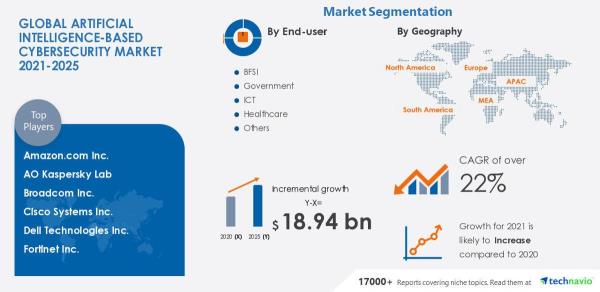 GLOBAL ARTIFICIAL
INTELLIGENCE-BASED
CYBERSECURITY MARKET
2021-2025
Top
Players
Amazon.com Inc.
AO Kaspersky Lab
Broadcom Inc.
Cisco Systems Inc.
Dell Technologies Inc.
Fortinet Inc.
Market Segmentation
By End-user
BFSI
Government
ICT
Healthcare
Others
By Geography
North America
Europe
APAC
MEA
South America
Incremental growth
Y-X=
$ 18.94 bn
2020 (X) 2025 (Y)
CAGR of over
22%
Growth for 2021 is
likely to Increase
compared to 2020
17000+ Reports covering niche topics. Read them at
technavio